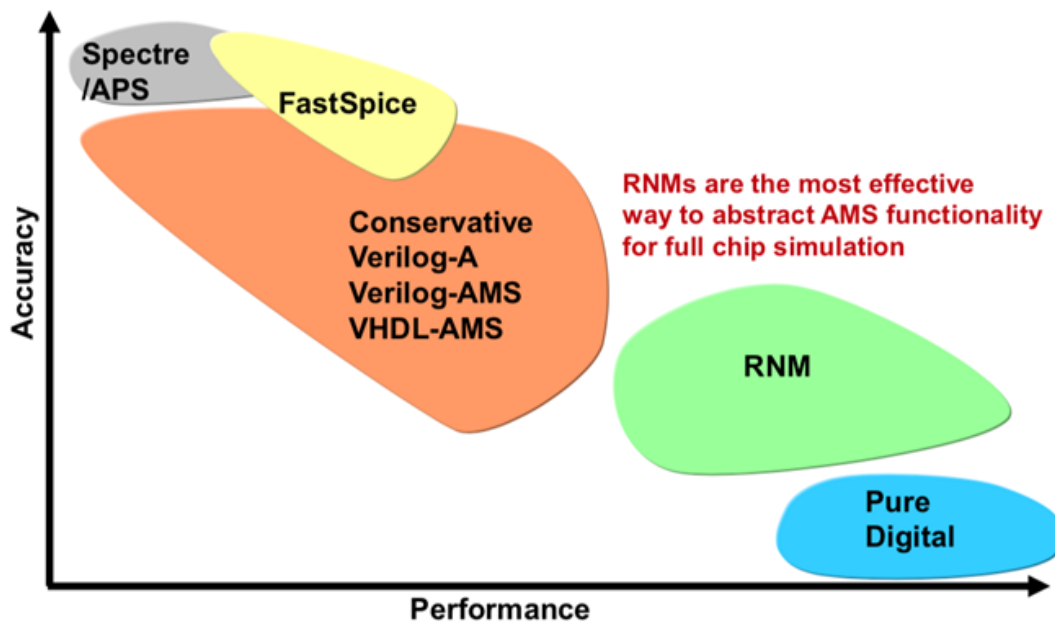 Spectre
/APS
FastSpice
Conservative
Verilog-A
Verilog-AMS
VHDL-AMS
RNMs are the most effective
way to abstract AMS functionality
for full chip simulation
RNM
Pure
Digital
Accuracy
Performance